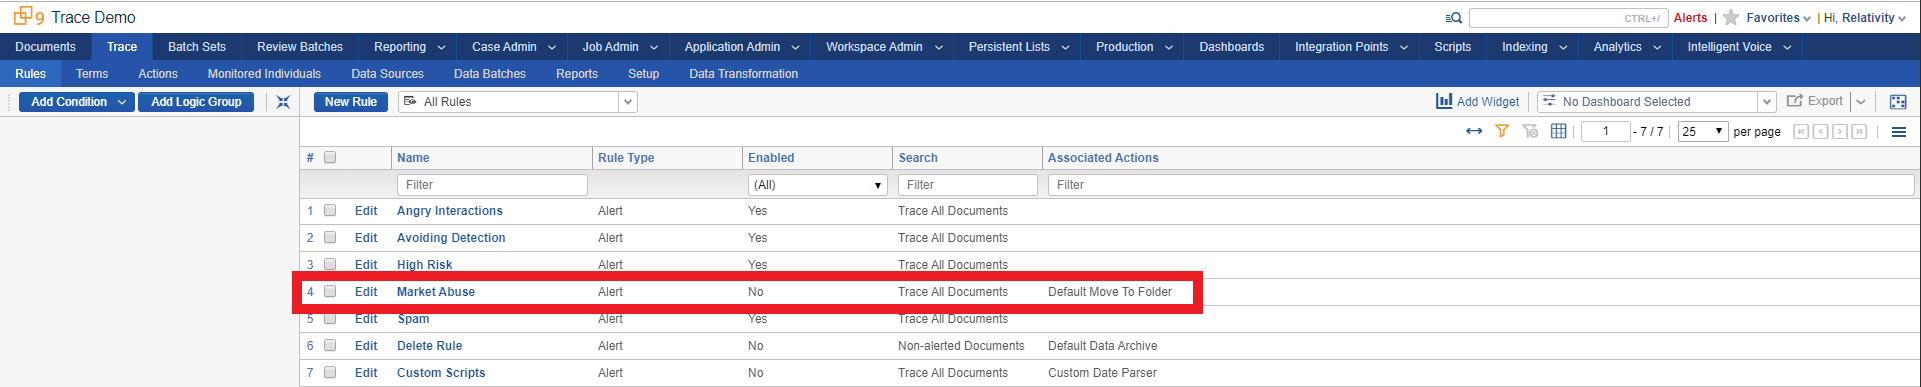 9 Trace Demo CTRL+/ Alerts | Favorites | Hi, Relativity
Documents Trace Batch Sets Review Batches Reporting Case Admin Job Admin Application Admin Workspace Admin Persistent Lists Production Dashboards Integration Points Scripts Indexing Analytics Intelligent Voice
Rules Terms Actions Monitored Individuals Data Sources Data Batches Reports Setup Data Transformation
Add Condition Add Logic Group New Rule All Rules Add Widget No Dashboard Selected Export
1 - 7 / 7 25 per page
# Name Rule Type Enabled Search Associated Actions
Filter (All) Filter Filter
1 Edit Angry Interactions Alert Yes Trace All Documents
2 Edit Avoiding Detection Alert Yes Trace All Documents
3 Edit High Risk Alert Yes Trace All Documents
4 Edit Market Abuse Alert No Trace All Documents Default Move To Folder
5 Edit Spam Alert Yes Trace All Documents
6 Edit Delete Rule Alert No Non-alerted Documents Default Data Archive
7 Edit Custom Scripts Alert No Trace All Documents Custom Date Parser